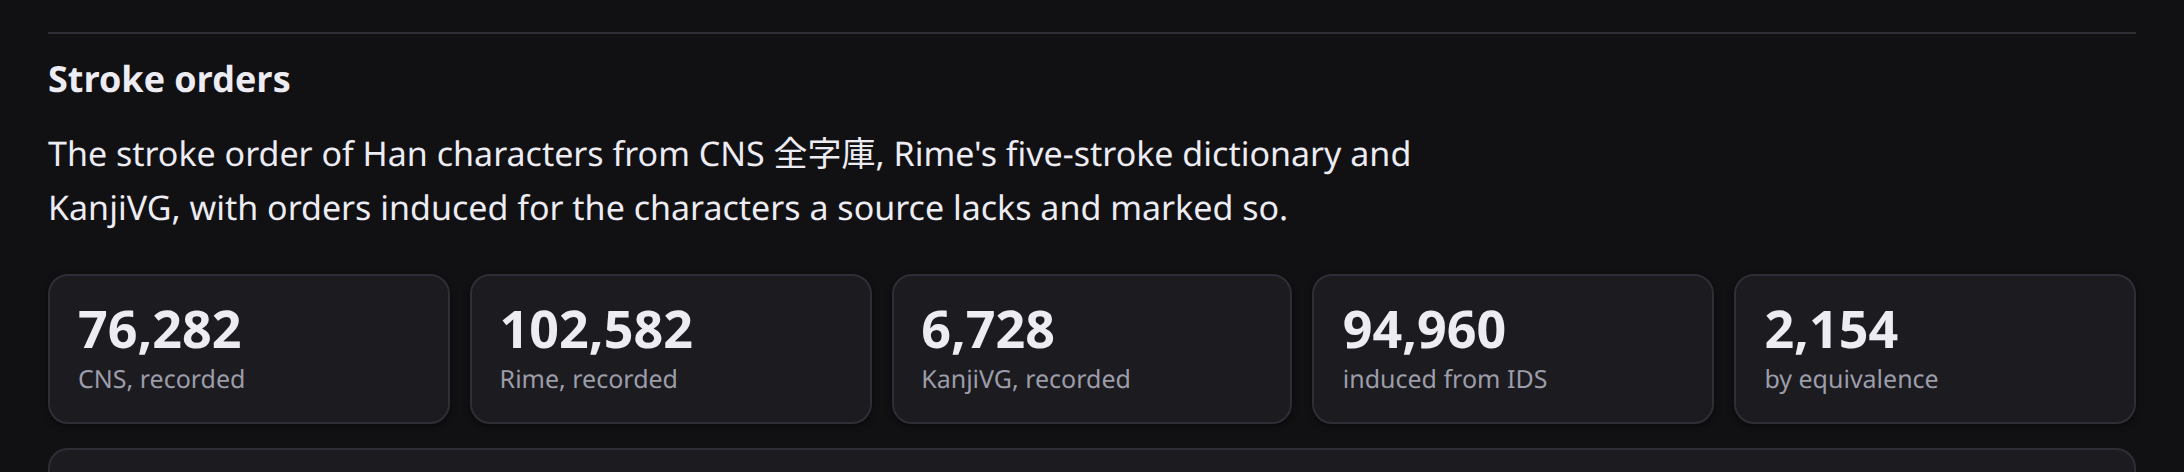 Stroke orders
The stroke order of Han characters from CNS 全字庫, Rime's five-stroke dictionary and
KanjiVG, with orders induced for the characters a source lacks and marked so.
76,282
CNS, recorded
102,582
Rime, recorded
6,728
KanjiVG, recorded
94,960
induced from IDS
2,154
by equivalence